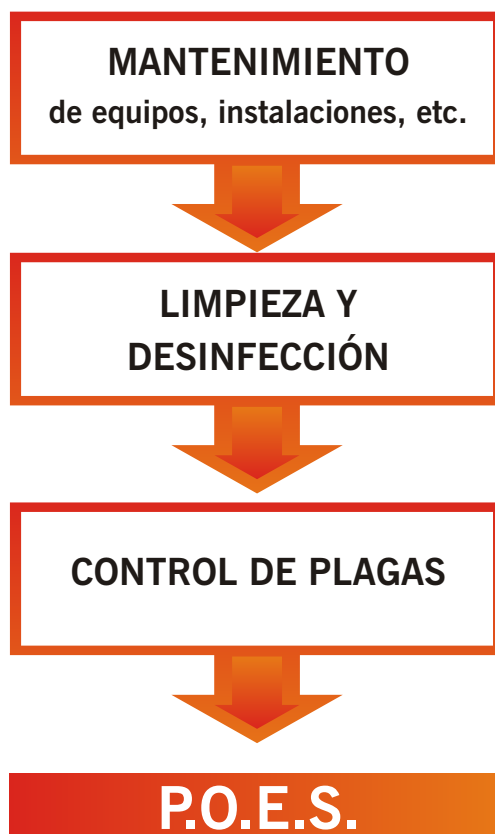 MANTENIMIENTO
de equipos, instalaciones, etc.
LIMPIEZA Y
DESINFECCIÓN
CONTROL DE PLAGAS
P.O.E.S.